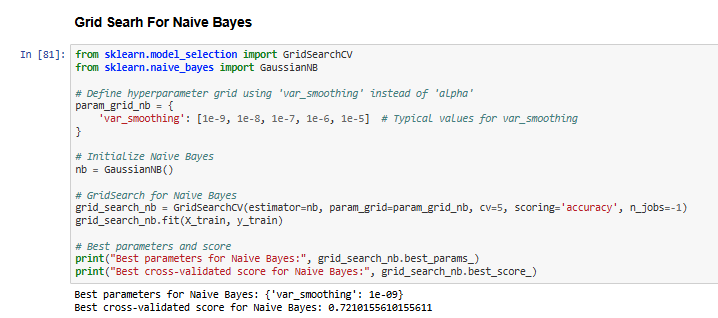 Grid Searh For Naive Bayes
In [81]: from sklearn.model_selection import GridSearchCV
from sklearn.naive_bayes import GaussianNB
# Define hyperparameter grid using 'var_smoothing' instead of 'alpha'
param_grid_nb = {
    'var_smoothing': [1e-9, 1e-8, 1e-7, 1e-6, 1e-5]  # Typical values for var_smoothing
}
# Initialize Naive Bayes
nb = GaussianNB()
# GridSearch for Naive Bayes
grid_search_nb = GridSearchCV(estimator=nb, param_grid=param_grid_nb, cv=5, scoring='accuracy', n_jobs=-1)
grid_search_nb.fit(X_train, y_train)
# Best parameters and score
print("Best parameters for Naive Bayes:", grid_search_nb.best_params_)
print("Best cross-validated score for Naive Bayes:", grid_search_nb.best_score_)
Best parameters for Naive Bayes: {'var_smoothing': 1e-09}
Best cross-validated score for Naive Bayes: 0.7210155610155611